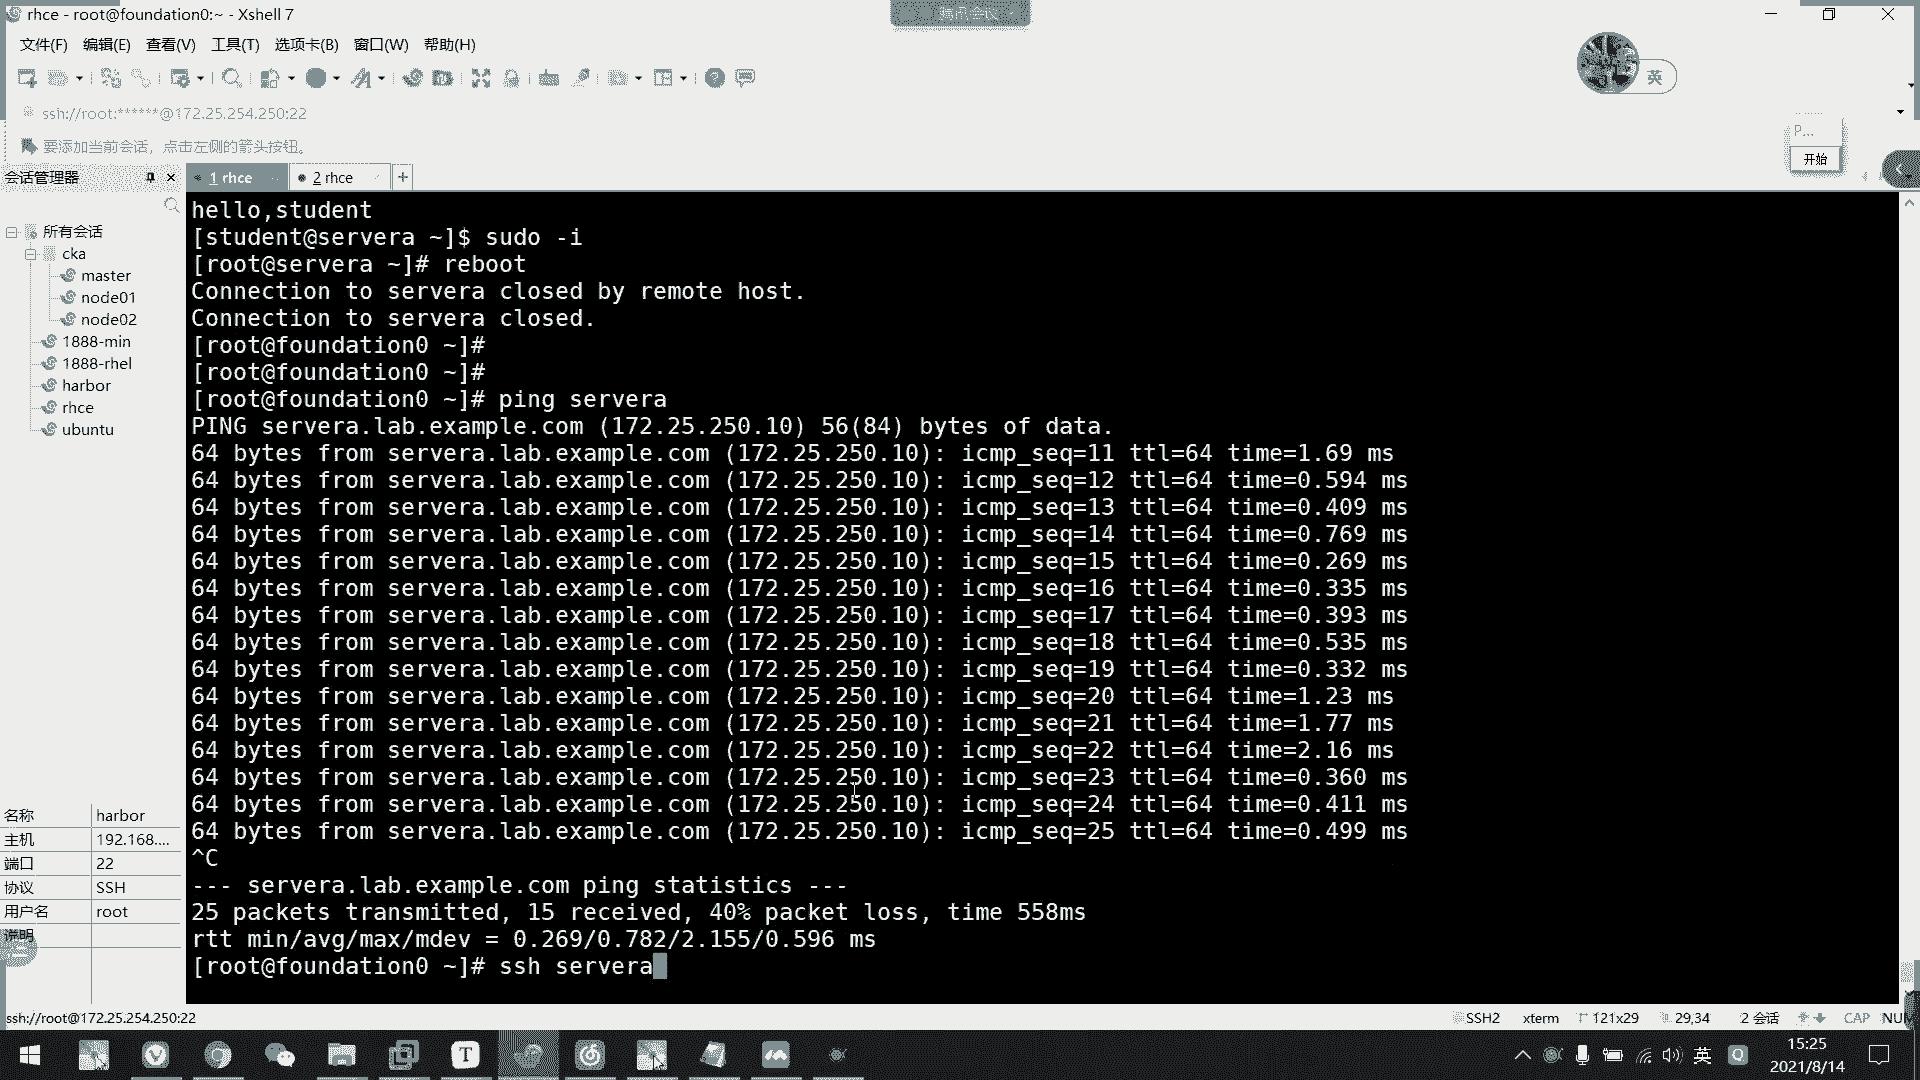 rhce - root@foundation0:~ - Xshell 7
文件(F) 编辑(E) 查看(V) 工具(T) 选项卡(B) 窗口(W) 帮助(H)
英
ssh://root:******@172.25.254.250:22
要添加当前会话，点击左侧的箭头按钮。
P...
开始
会话管理器
1 rhce
2 rhce
+
所有会话
cka
master
node01
node02
1888-min
1888-rhel
harbor
rhce
ubuntu
名称 harbor
主机 192.168....
端口 22
协议 SSH
用户名 root
说明
hello,student
[student@servera ~]$ sudo -i
[root@servera ~]# reboot
Connection to servera closed by remote host.
Connection to servera closed.
[root@foundation0 ~]#
[root@foundation0 ~]#
[root@foundation0 ~]# ping servera
PING servera.lab.example.com (172.25.250.10) 56(84) bytes of data.
64 bytes from servera.lab.example.com (172.25.250.10): icmp_seq=11 ttl=64 time=1.69 ms
64 bytes from servera.lab.example.com (172.25.250.10): icmp_seq=12 ttl=64 time=0.594 ms
64 bytes from servera.lab.example.com (172.25.250.10): icmp_seq=13 ttl=64 time=0.409 ms
64 bytes from servera.lab.example.com (172.25.250.10): icmp_seq=14 ttl=64 time=0.769 ms
64 bytes from servera.lab.example.com (172.25.250.10): icmp_seq=15 ttl=64 time=0.269 ms
64 bytes from servera.lab.example.com (172.25.250.10): icmp_seq=16 ttl=64 time=0.335 ms
64 bytes from servera.lab.example.com (172.25.250.10): icmp_seq=17 ttl=64 time=0.393 ms
64 bytes from servera.lab.example.com (172.25.250.10): icmp_seq=18 ttl=64 time=0.535 ms
64 bytes from servera.lab.example.com (172.25.250.10): icmp_seq=19 ttl=64 time=0.332 ms
64 bytes from servera.lab.example.com (172.25.250.10): icmp_seq=20 ttl=64 time=1.23 ms
64 bytes from servera.lab.example.com (172.25.250.10): icmp_seq=21 ttl=64 time=1.77 ms
64 bytes from servera.lab.example.com (172.25.250.10): icmp_seq=22 ttl=64 time=2.16 ms
64 bytes from servera.lab.example.com (172.25.250.10): icmp_seq=23 ttl=64 time=0.360 ms
64 bytes from servera.lab.example.com (172.25.250.10): icmp_seq=24 ttl=64 time=0.411 ms
64 bytes from servera.lab.example.com (172.25.250.10): icmp_seq=25 ttl=64 time=0.499 ms
^C
--- servera.lab.example.com ping statistics ---
25 packets transmitted, 15 received, 40% packet loss, time 558ms
rtt min/avg/max/mdev = 0.269/0.782/2.155/0.596 ms
[root@foundation0 ~]# ssh servera
ssh://root@172.25.254.250:22
SSH2 xterm 121x29 29,34 2 会话 CAP NUM
英
15:25
2021/8/14